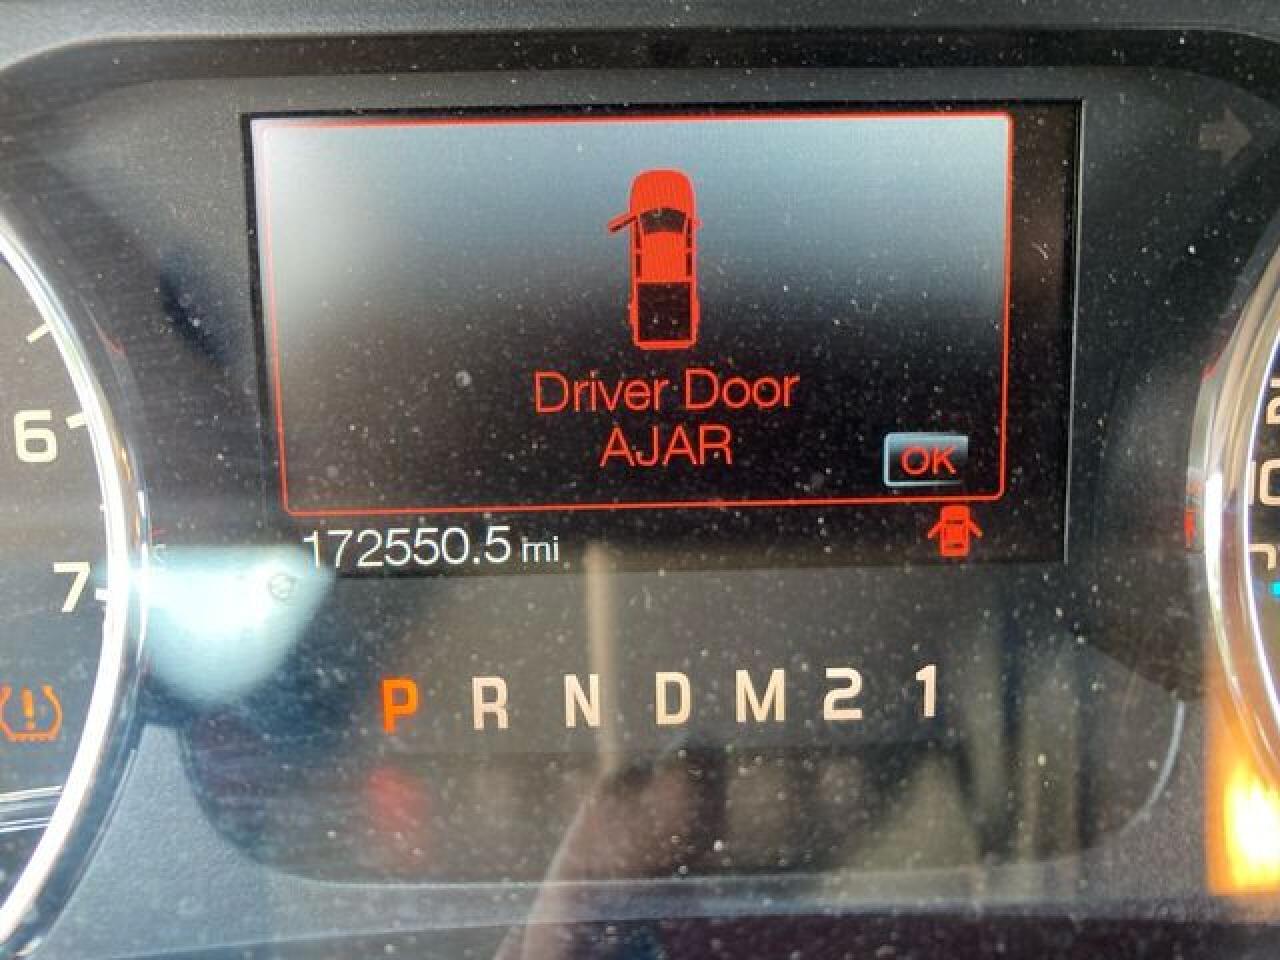 Driver Door
AJAR
OK
172550.5 mi
6
7
P R N D M 2 1